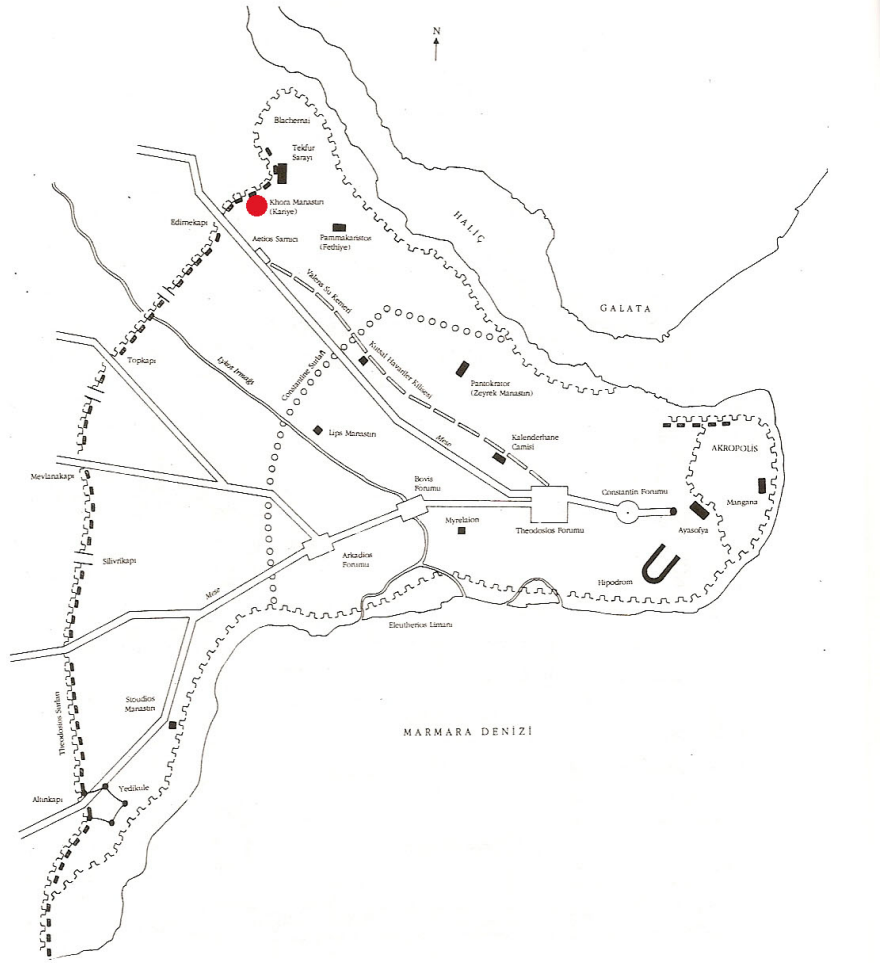 N
Blachernai
Tekfur
Sarayı
Khora Manastırı
(Kariye)
Edirnekapı
Aetios Sarnıcı
Pammakaristos
(Fethiye)
HALİÇ
GALATA
Valens Su Kemeri
Topkapı
Lykos Irmağı
Constantine Surları
Kutsal Havariler Kilisesi
Pantokrator
(Zeyrek Manastırı)
Lips Manastırı
Mese
Kalenderhane
Camisi
AKROPOLİS
Mevlanakapı
Bovis
Forumu
Constantin Forumu
Mangana
Myrelaion
Theodosios Forumu
Ayasofya
Silivrikapı
Arkadios
Forumu
Hipodrom
Mese
Eleutherios Limanı
Theodosios Surları
Stoudios
Manastırı
MARMARA DENİZİ
Altınkapı
Yedikule